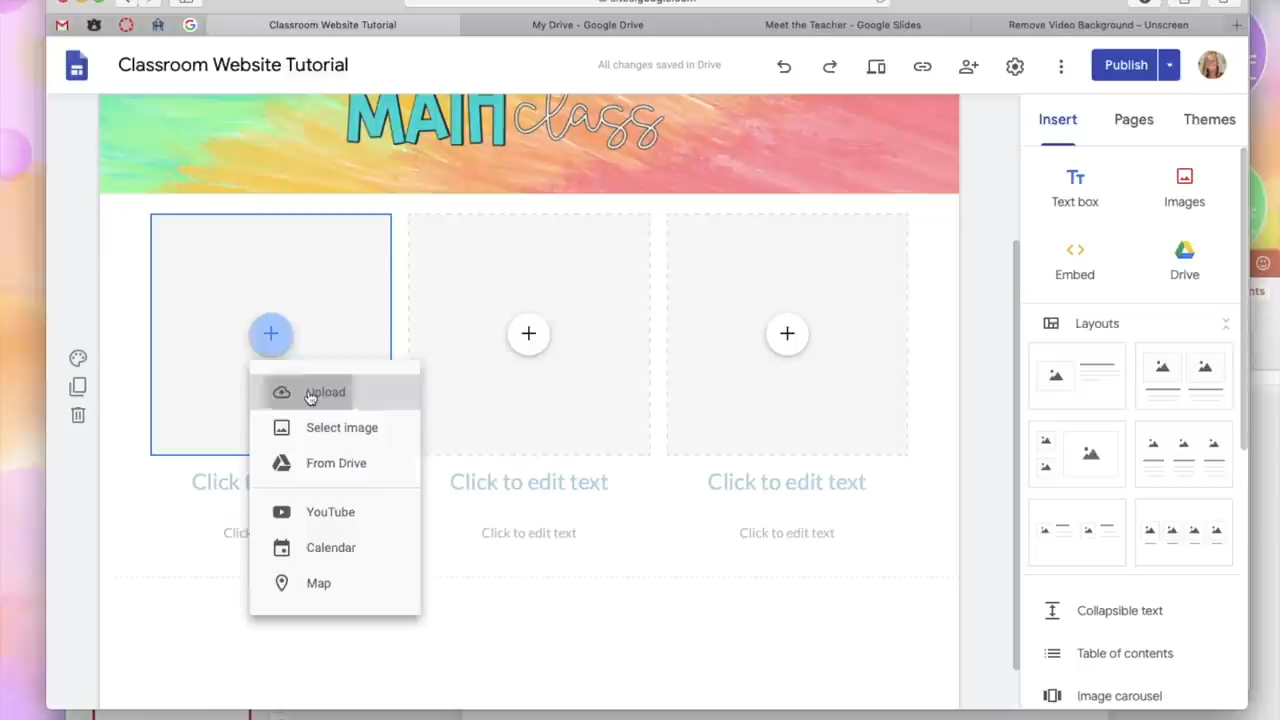 Classroom Website Tutorial
My Drive - Google Drive
Meet the Teacher - Google Slides
Remove Video Background – Unscreen
Classroom Website Tutorial
All changes saved in Drive
Publish
MATH class
Insert
Pages
Themes
Text box
Images
Embed
Drive
Layouts
Upload
Select image
From Drive
YouTube
Calendar
Map
Click
Click to edit text
Click to edit text
Click to edit text
Click to edit text
Collapsible text
Table of contents
Image carousel